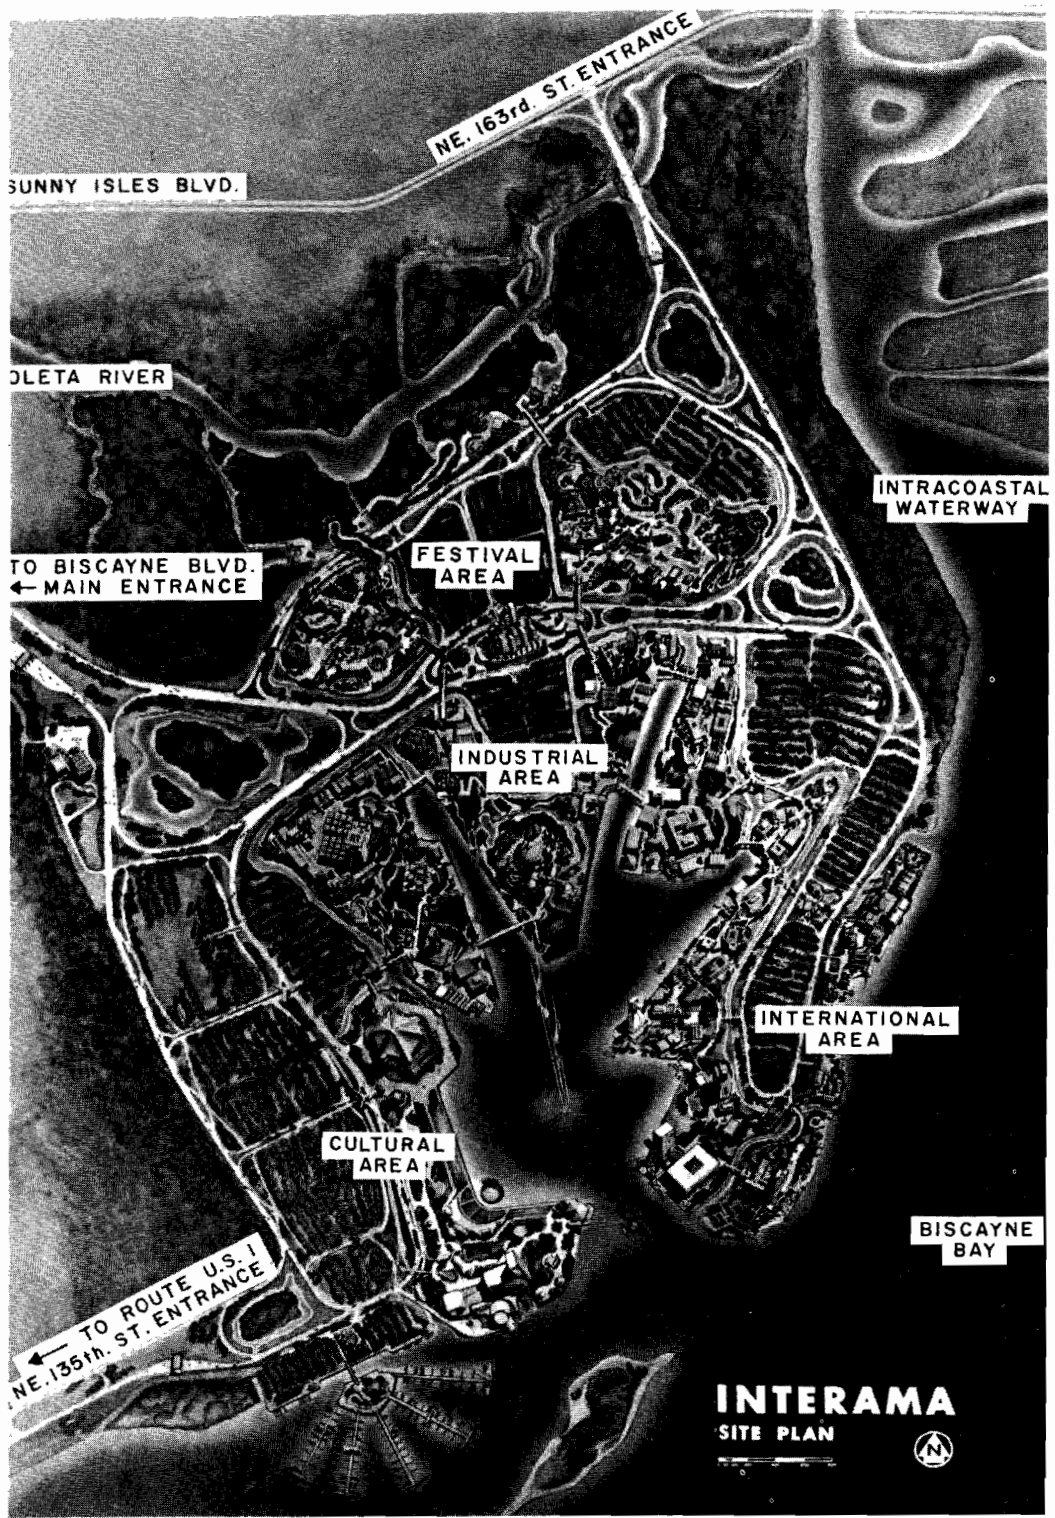 NE. 163rd. ST. ENTRANCE
SUNNY ISLES BLVD.
OLETA RIVER
INTRACOASTAL
WATERWAY
FESTIVAL
AREA
TO BISCAYNE BLVD.
← MAIN ENTRANCE
INDUSTRIAL
AREA
INTERNATIONAL
AREA
CULTURAL
AREA
BISCAYNE
BAY
← TO ROUTE U.S. 1
NE. 135th. ST. ENTRANCE
INTERAMA
SITE PLAN
N